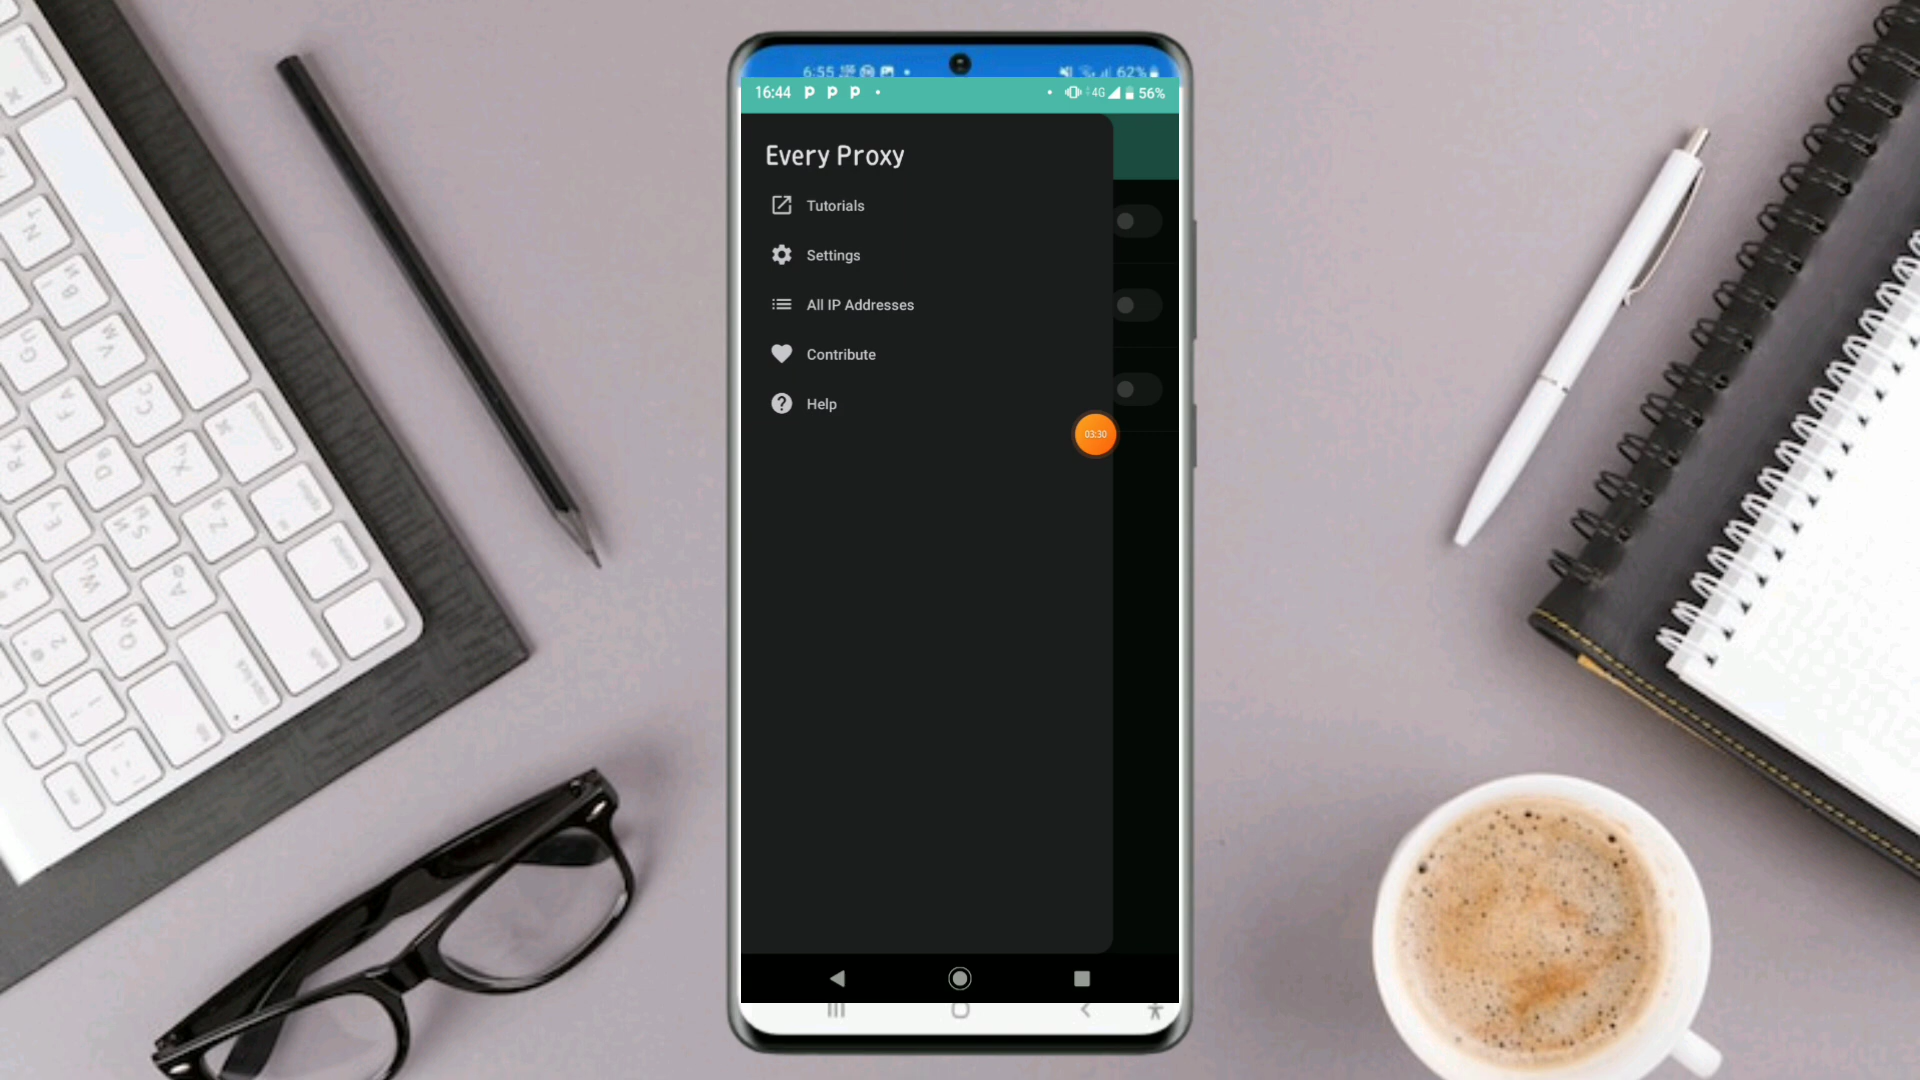 6:55 62%
16:44 P P P 4G 56%
Every Proxy
Tutorials
Settings
All IP Addresses
Contribute
Help
03:30